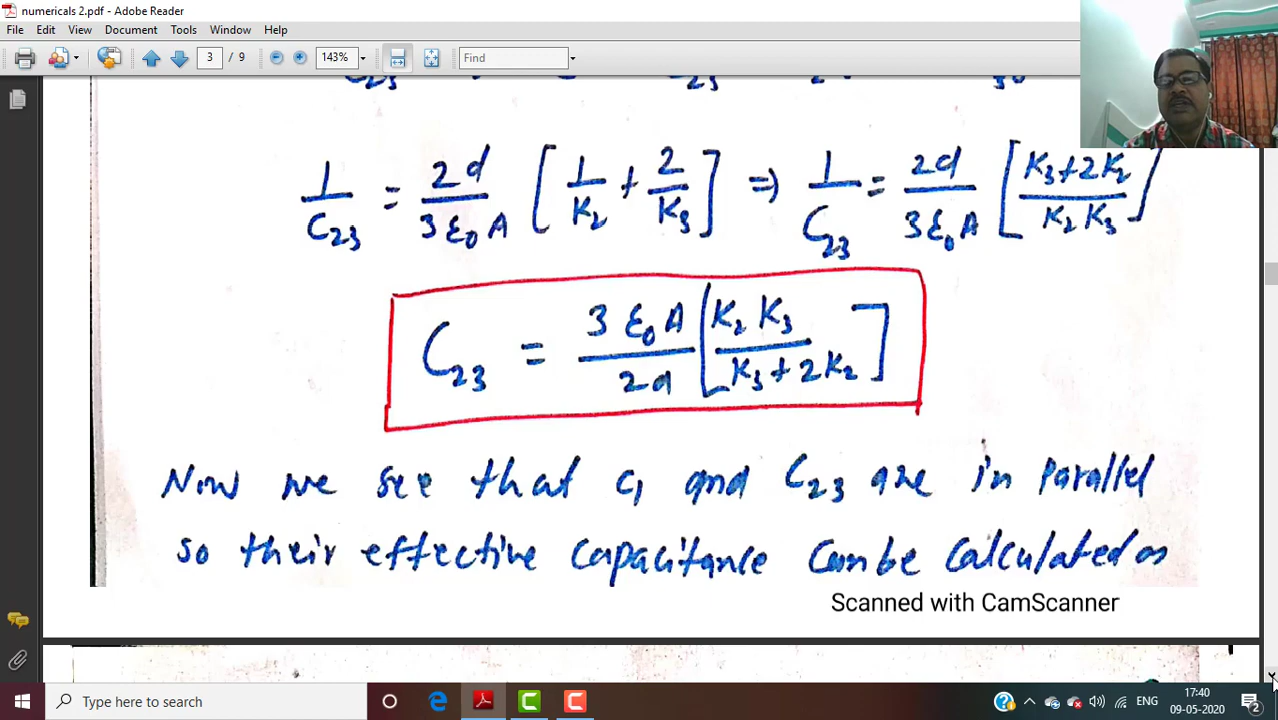 numericals 2.pdf - Adobe Reader
File Edit View Document Tools Window Help
3 / 9 143% Find
1/C₂₃ = 2d/3ε₀A [1/K₂ + 2/K₃] => 1/C₂₃ = 2d/3ε₀A [K₃+2K₂/K₂K₃]
C₂₃ = 3ε₀A/2d [K₂K₃/K₃+2K₂]
Now we see that C₁ and C₂₃ are in parallel
so their effective capacitance can be calculated as
Scanned with CamScanner
Type here to search
ENG
17:40
09-05-2020
2